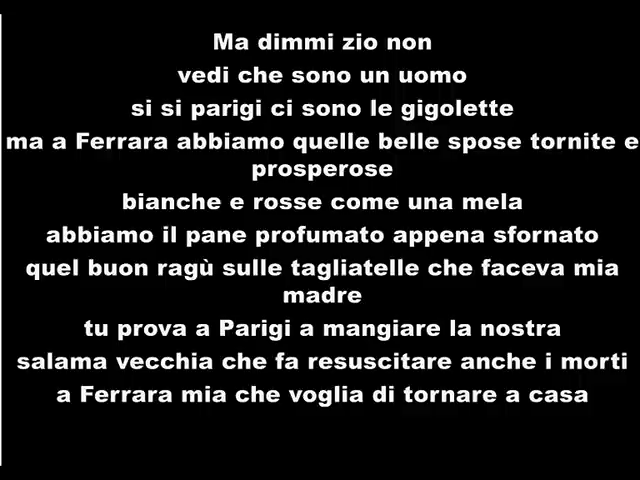 Ma dimmi zio non
vedi che sono un uomo
si si parigi ci sono le gigolette
ma a Ferrara abbiamo quelle belle spose tornite e
prosperose
bianche e rosse come una mela
abbiamo il pane profumato appena sfornato
quel buon ragù sulle tagliatelle che faceva mia
madre
tu prova a Parigi a mangiare la nostra
salama vecchia che fa resuscitare anche i morti
a Ferrara mia che voglia di tornare a casa